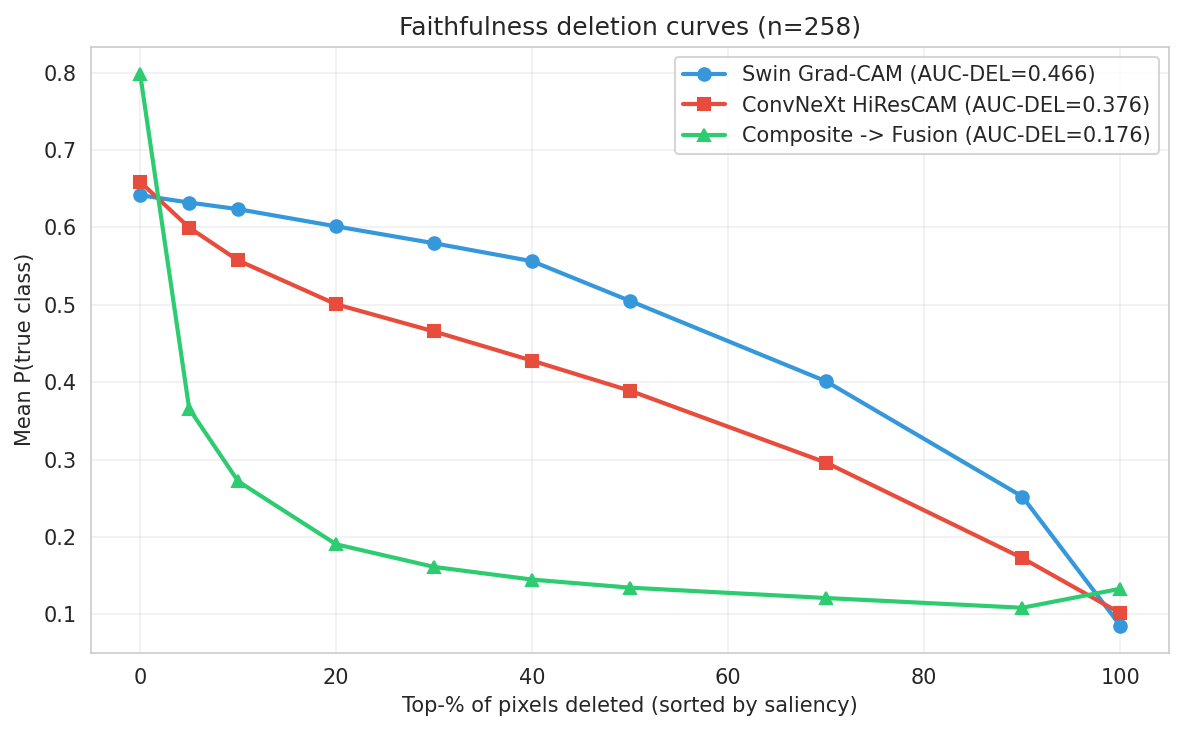 Faithfulness deletion curves (n=258)
Swin Grad-CAM (AUC-DEL=0.466)
ConvNeXt HiResCAM (AUC-DEL=0.376)
Composite -> Fusion (AUC-DEL=0.176)
Mean P(true class)
0.8
0.7
0.6
0.5
0.4
0.3
0.2
0.1
0
20
40
60
80
100
Top-% of pixels deleted (sorted by saliency)